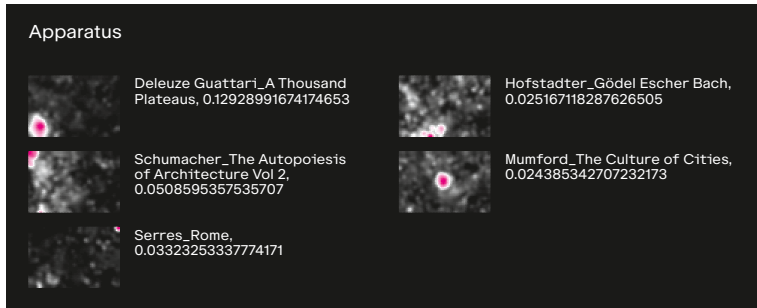 Apparatus
Deleuze Guattari_A Thousand
Plateaus, 0.12928991674174653
Schumacher_The Autopoiesis
of Architecture Vol 2,
0.0508595357535707
Serres_Rome,
0.03323253337774171
Hofstadter_Gödel Escher Bach,
0.025167118287626505
Mumford_The Culture of Cities,
0.024385342707232173